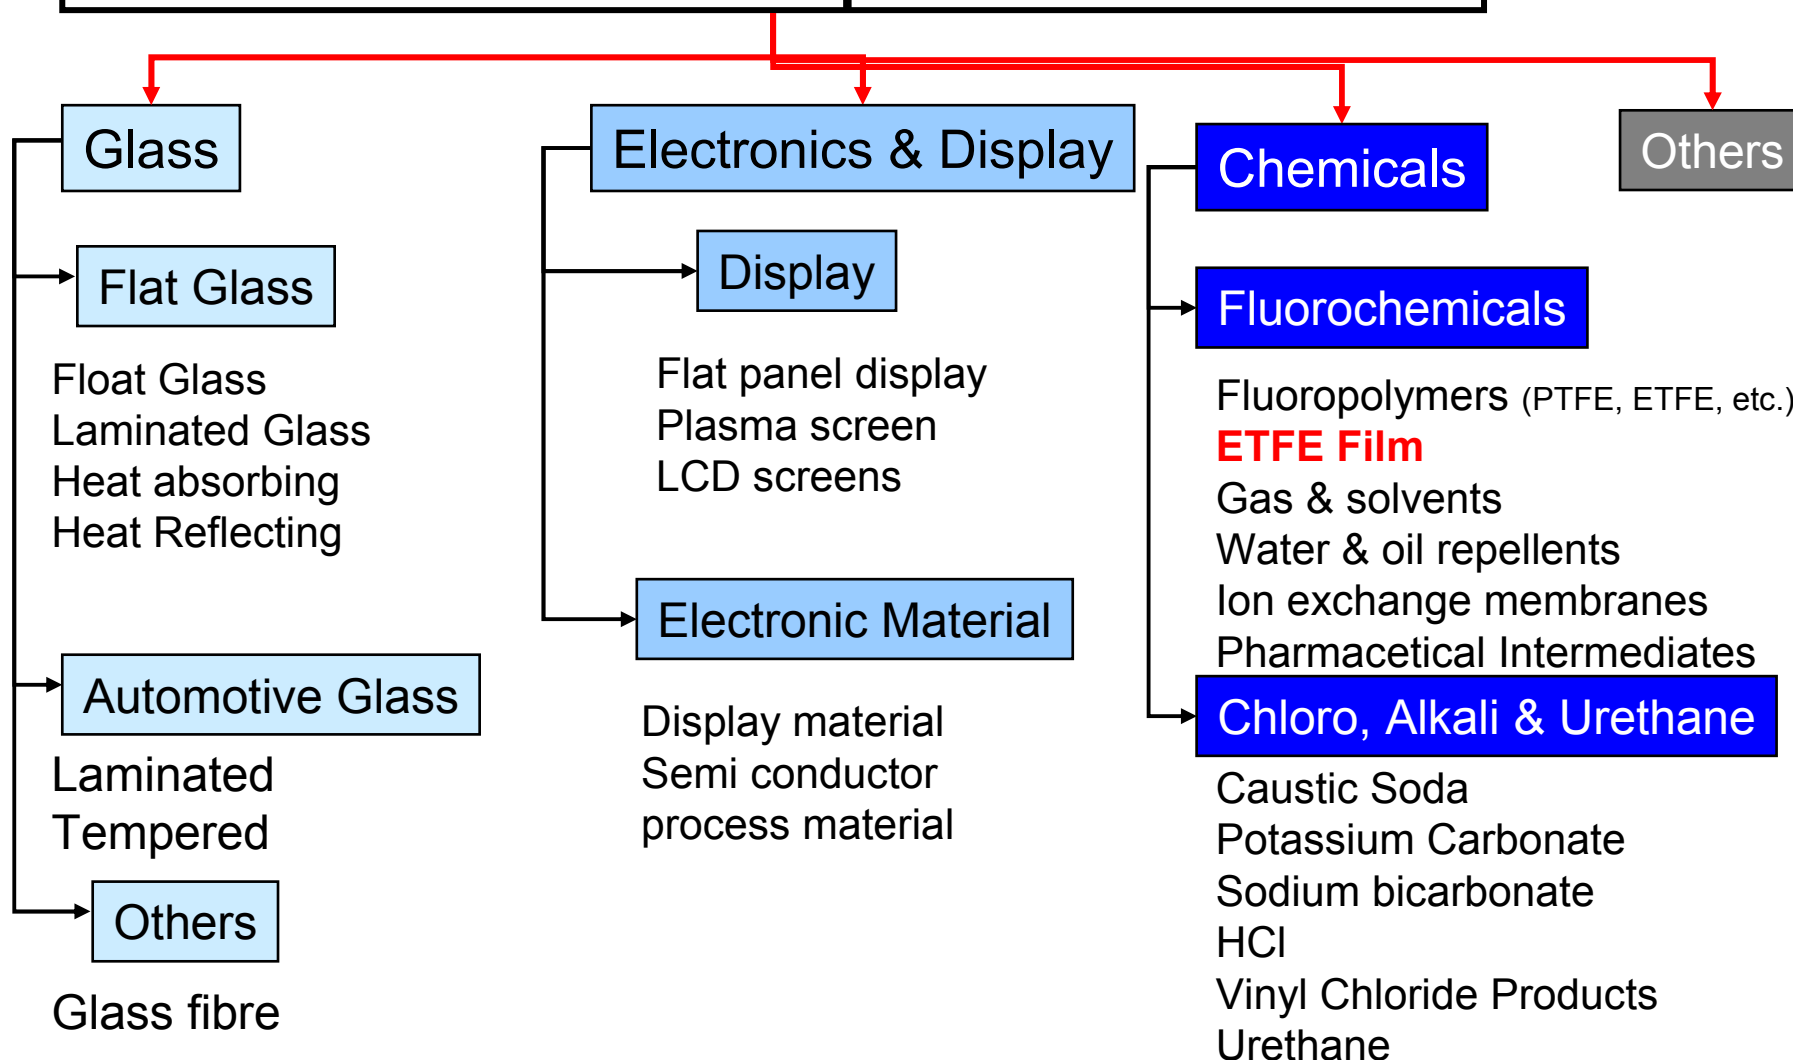 Glass
Flat Glass
Float Glass
Laminated Glass
Heat absorbing
Heat Reflecting
Automotive Glass
Laminated
Tempered
Others
Glass fibre
Electronics & Display
Display
Flat panel display
Plasma screen
LCD screens
Electronic Material
Display material
Semi conductor
process material
Chemicals
Fluorochemicals
Fluoropolymers (PTFE, ETFE, etc.)
ETFE Film
Gas & solvents
Water & oil repellents
Ion exchange membranes
Pharmacetical Intermediates
Chloro, Alkali & Urethane
Caustic Soda
Potassium Carbonate
Sodium bicarbonate
HCl
Vinyl Chloride Products
Urethane
Others